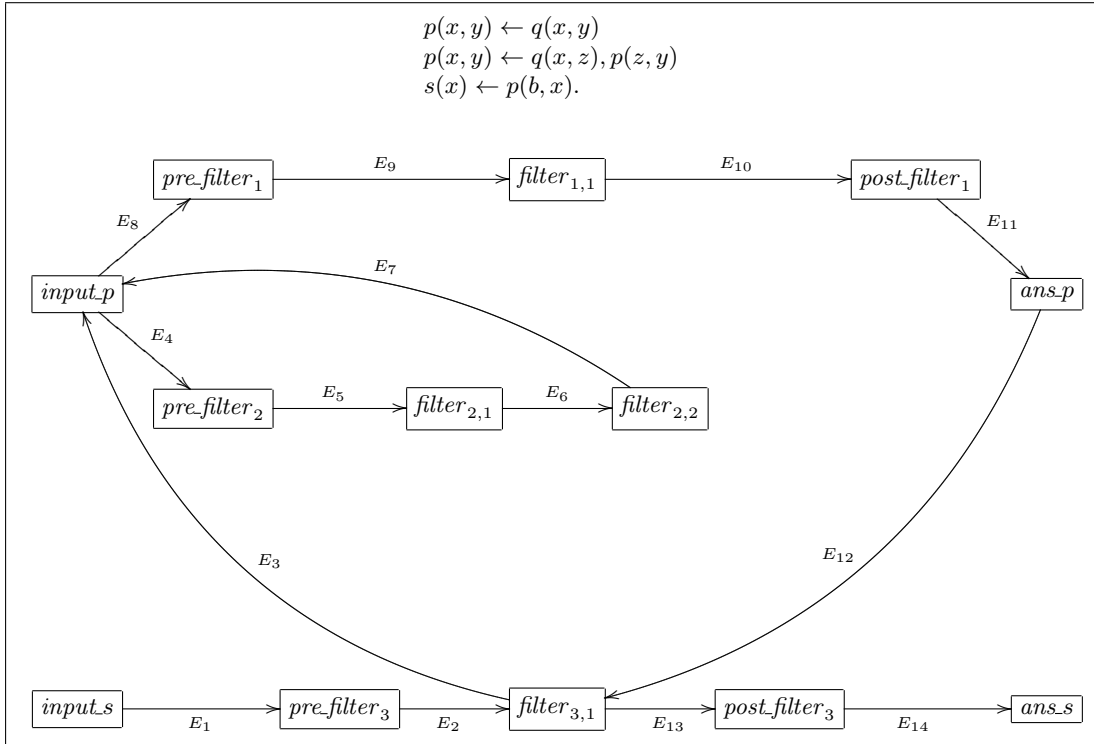 p(x, y) ← q(x, y)
p(x, y) ← q(x, z), p(z, y)
s(x) ← p(b, x).
E₉
E₁₀
pre_filter₁
filter₁,₁
post_filter₁
E₈
E₁₁
E₇
input_p
ans_p
E₄
E₅
E₆
pre_filter₂
filter₂,₁
filter₂,₂
E₃
E₁₂
input_s
pre_filter₃
filter₃,₁
post_filter₃
ans_s
E₁
E₂
E₁₃
E₁₄